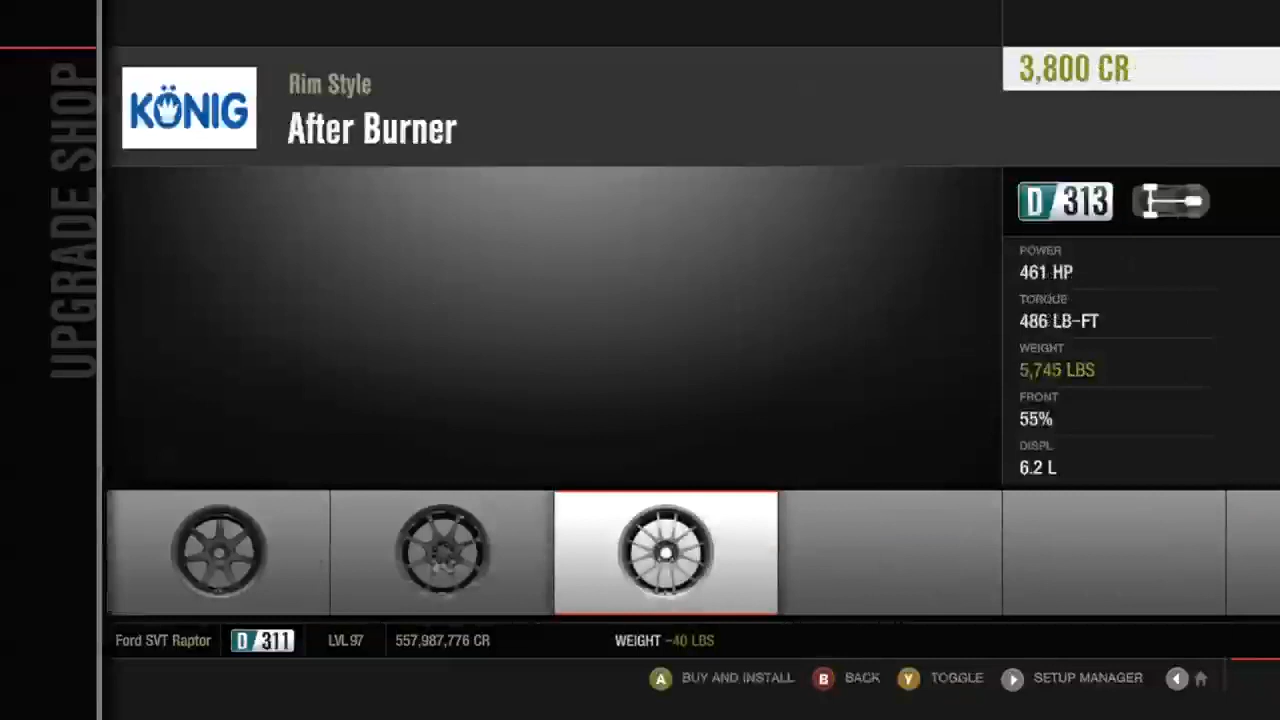 UPGRADE SHOP
KÖNIG
Rim Style
After Burner
3,800 CR
D 313
POWER
461 HP
TORQUE
486 LB-FT
WEIGHT
5,745 LBS
FRONT
55%
DISPL.
6.2 L
Ford SVT Raptor D 311 LVL 97 557,987,776 CR WEIGHT -40 LBS
A BUY AND INSTALL B BACK Y TOGGLE SETUP MANAGER